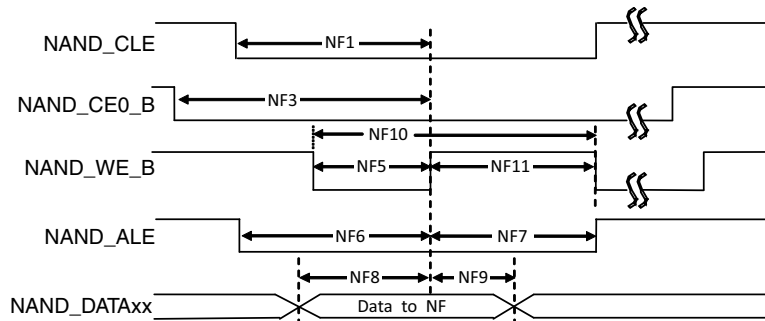 NAND_CLE
NF1
NAND_CE0_B
NF3
NF10
NAND_WE_B
NF5
NF11
NAND_ALE
NF6
NF7
NF8
NF9
NAND_DATAxx
Data to NF